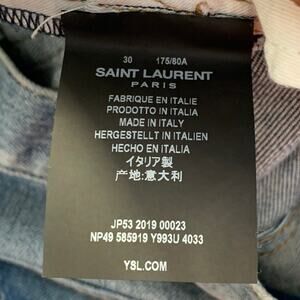 30 175/60A
SAINT LAURENT
PARIS
FABRIQUE EN ITALIE
PRODOTTO IN ITALIA
MADE IN ITALY
HERGESTELLT IN ITALIEN
HECHO EN ITALIA
イタリア製
产地:意大利
JP53 2019 00023
NP49 585919 Y993U 4033
YSL.COM